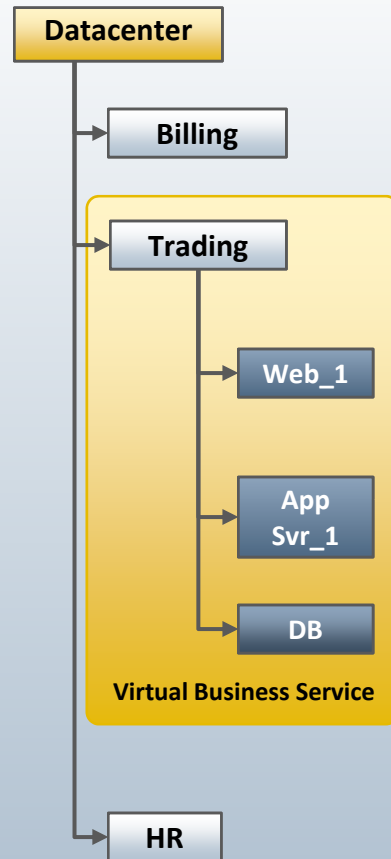 Datacenter
Billing
Trading
Web_1
App
Svr_1
DB
Virtual Business Service
HR